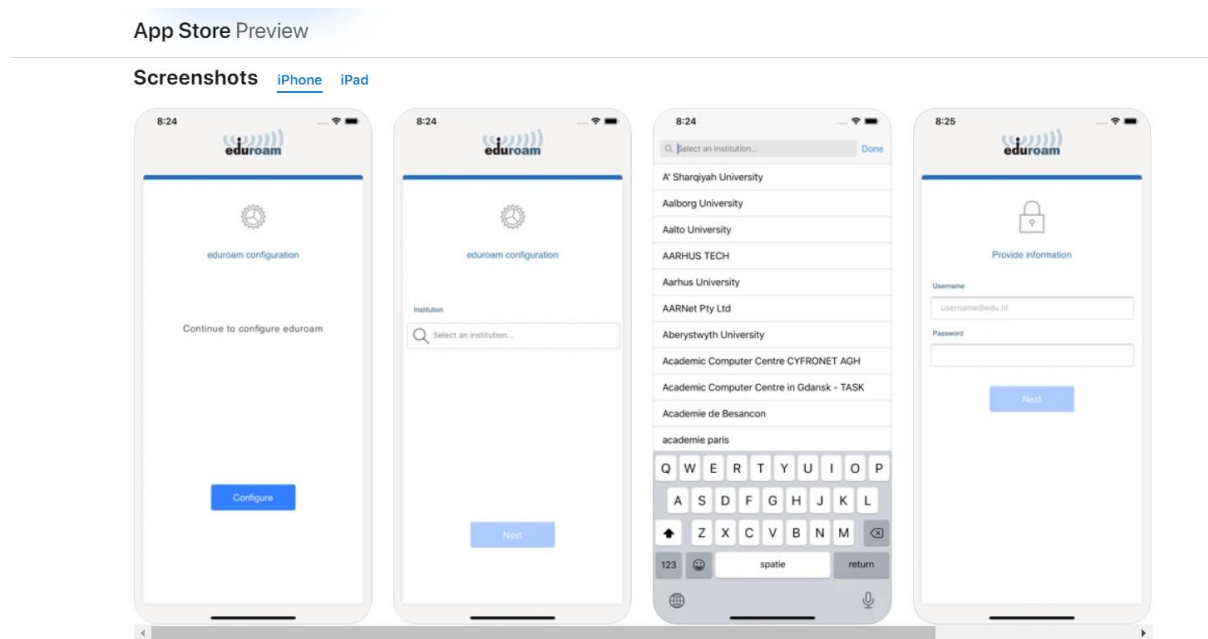 App Store Preview
Screenshots iPhone iPad
8:24
eduroam
eduroam configuration
Continue to configure eduroam
Configure
8:24
eduroam
eduroam configuration
Institution
Select an institution...
Next
8:24
Select an institution... Done
A' Sharqiyah University
Aalborg University
Aalto University
AARHUS TECH
Aarhus University
AARNet Pty Ltd
Aberystwyth University
Academic Computer Centre CYFRONET AGH
Academic Computer Centre in Gdansk - TASK
Academie de Besancon
academie paris
Q W E R T Y U I O P
A S D F G H J K L
Z X C V B N M
123 spatie return
8:25
eduroam
Provide information
Username
username@edu.nl
Password
Next